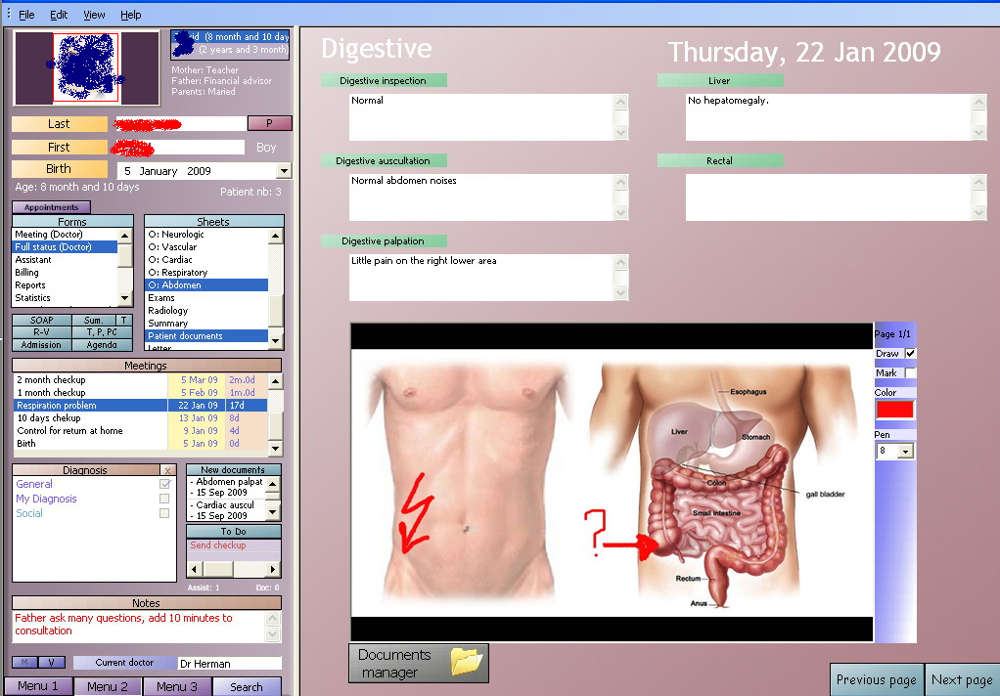 File Edit View Help
id (8 month and 10 day
(2 years and 3 month)
Mother: Teacher
Father: Financial advisor
Parents: Maried
Last
P
First
Boy
Birth
5 January 2009
Age: 8 month and 10 days
Patient nb: 3
Appointments
Forms
Meeting (Doctor)
Full status (Doctor)
Assistant
Billing
Reports
Statistics
Sheets
O: Neurologic
O: Vascular
O: Cardiac
O: Respiratory
O: Abdomen
Exams
Radiology
Summary
Patient documents
Letter
SOAP Sum. T
R-V T, P, PC
Admission Agenda
Meetings
2 month checkup 5 Mar 09 2m.0d
1 month checkup 5 Feb 09 1m.0d
Respiration problem 22 Jan 09 17d
10 days chekup 13 Jan 09 8d
Control for return at home 9 Jan 09 4d
Birth 5 Jan 09 0d
Diagnosis x
General
My Diagnosis
Social
New documents
- Abdomen palpat
- 15 Sep 2009
- Cardiac auscul
- 15 Sep 2009
To Do
Send checkup
Assist: 1 Doc: 0
Notes
Father ask many questions, add 10 minutes to
consultation
M V Current doctor Dr Herman
Menu 1 Menu 2 Menu 3 Search
Digestive
Thursday, 22 Jan 2009
Digestive inspection
Normal
Liver
No hepatomegaly.
Digestive auscultation
Normal abdomen noises
Rectal
Digestive palpation
Little pain on the right lower area
Esophagus
Liver
Stomach
Colon
gall bladder
Small intestine
?
Rectum
Anus
Page 1/1
Draw
Mark
Color
Pen
8
Documents
manager
Previous page Next page